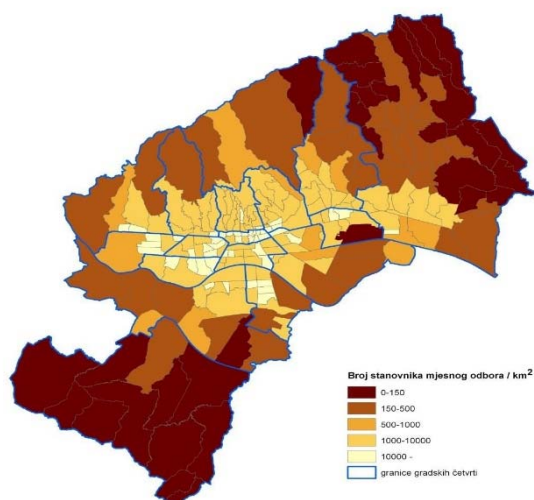 Broj stanovnika mjesnog odbora / km²
0-150
150-500
500-1000
1000-10000
10000 -
granice gradskih četvrti